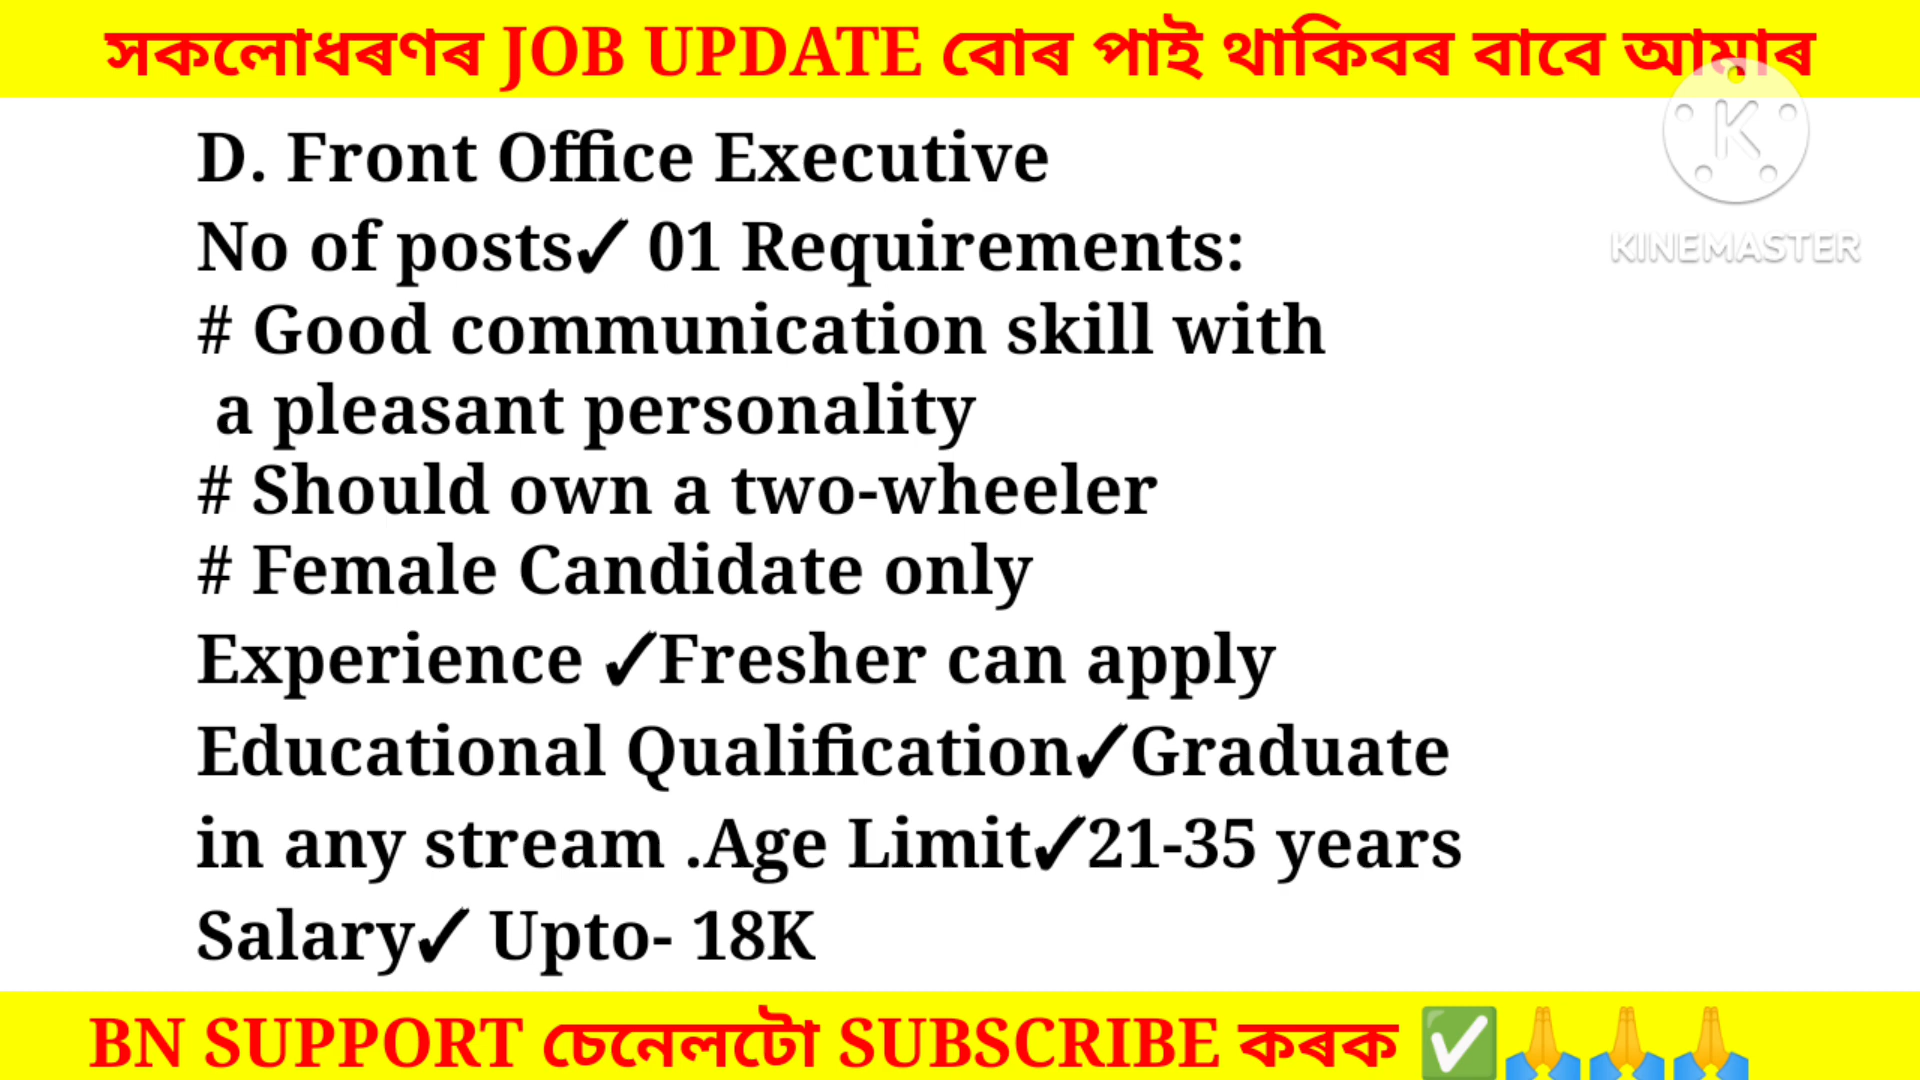 সকলোধৰণৰ JOB UPDATE বোৰ পাই থাকিবৰ বাবে আমাৰ
D. Front Office Executive
No of posts✓ 01 Requirements:
# Good communication skill with
a pleasant personality
# Should own a two-wheeler
# Female Candidate only
Experience ✓Fresher can apply
Educational Qualification✓Graduate
in any stream .Age Limit✓21-35 years
Salary✓ Upto- 18K
BN SUPPORT চেনেলটো SUBSCRIBE কৰক ✅🙏🙏🙏
K
KINEMASTER